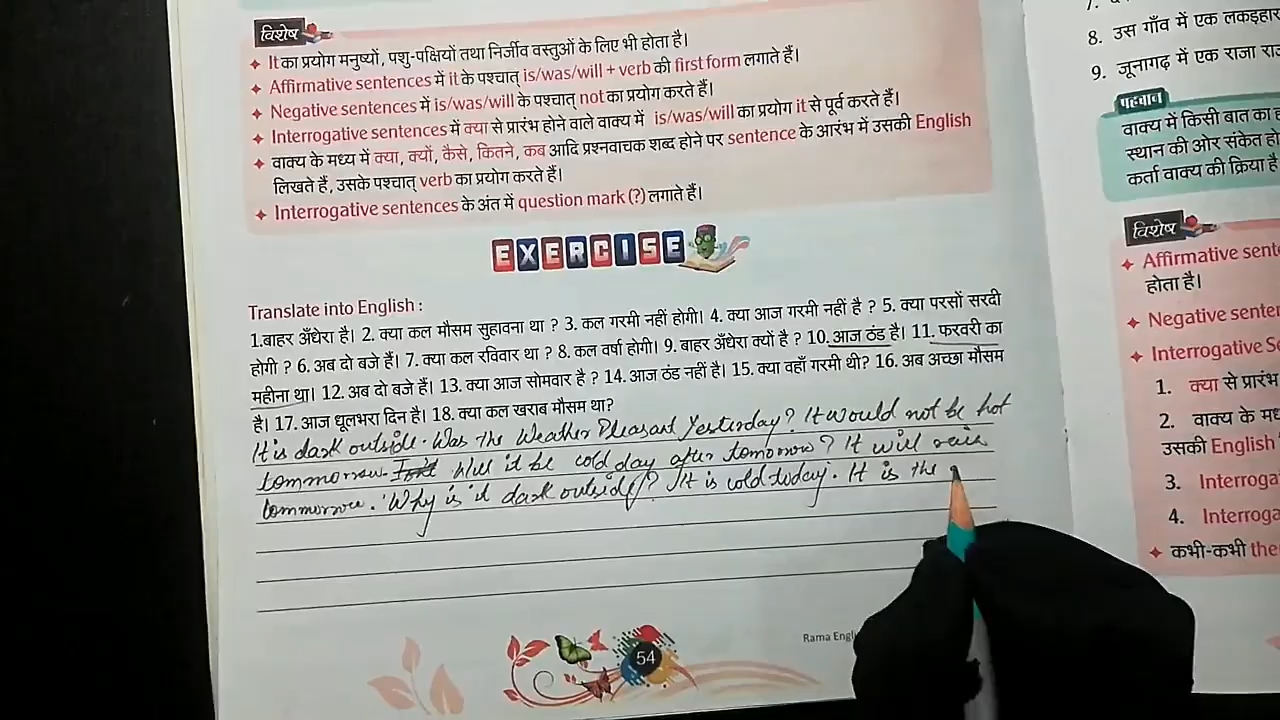 विशेष
It का प्रयोग मनुष्यों, पशु-पक्षियों तथा निर्जीव वस्तुओं के लिए भी होता है।
Affirmative sentences में it के पश्चात् is/was/will + verb की first form लगाते हैं।
Negative sentences में is/was/will के पश्चात् not का प्रयोग करते हैं।
Interrogative sentences में क्या से प्रारंभ होने वाले वाक्य में is/was/will का प्रयोग it से पूर्व करते हैं।
वाक्य के मध्य में क्या, क्यों, कैसे, कितने, कब आदि प्रश्नवाचक शब्द होने पर sentence के आरंभ में उसकी English
लिखते हैं, उसके पश्चात् verb का प्रयोग करते हैं।
Interrogative sentences के अंत में question mark (?) लगाते हैं।
EXERCISE
Translate into English :
1.बाहर अँधेरा है। 2. क्या कल मौसम सुहावना था ? 3. कल गरमी नहीं होगी। 4. क्या आज गरमी नहीं है ? 5. क्या परसों सरदी
होगी ? 6. अब दो बजे हैं। 7. क्या कल रविवार था ? 8. कल वर्षा होगी। 9. बाहर अँधेरा क्यों है ? 10. आज ठंड है। 11. फरवरी का
महीना था। 12. अब दो बजे हैं। 13. क्या आज सोमवार है ? 14. आज ठंड नहीं है। 15. क्या वहाँ गरमी थी? 16. अब अच्छा मौसम
है। 17. आज धूलभरा दिन है। 18. क्या कल खराब मौसम था?
It is dark outside. Was the Weather Pleasant Yesterday? It would not be hot
tommorow. Will it be cold day after tomorrow? It will rain
tommorow. Why is it dark outside? It is cold today. It is the
54
Rama Engl
8. उस गाँव में एक लकड़हार
9. जूनागढ़ में एक राजा
पहचान
वाक्य में किसी बात का
स्थान की ओर संकेत हो
कर्ता वाक्य की क्रिया है
विशेष
Affirmative sent
होता है।
Negative senter
Interrogative Se
1. क्या से प्रारंभ
2. वाक्य के मध
उसकी English
3. Interroga
4. Interroga
कभी-कभी the